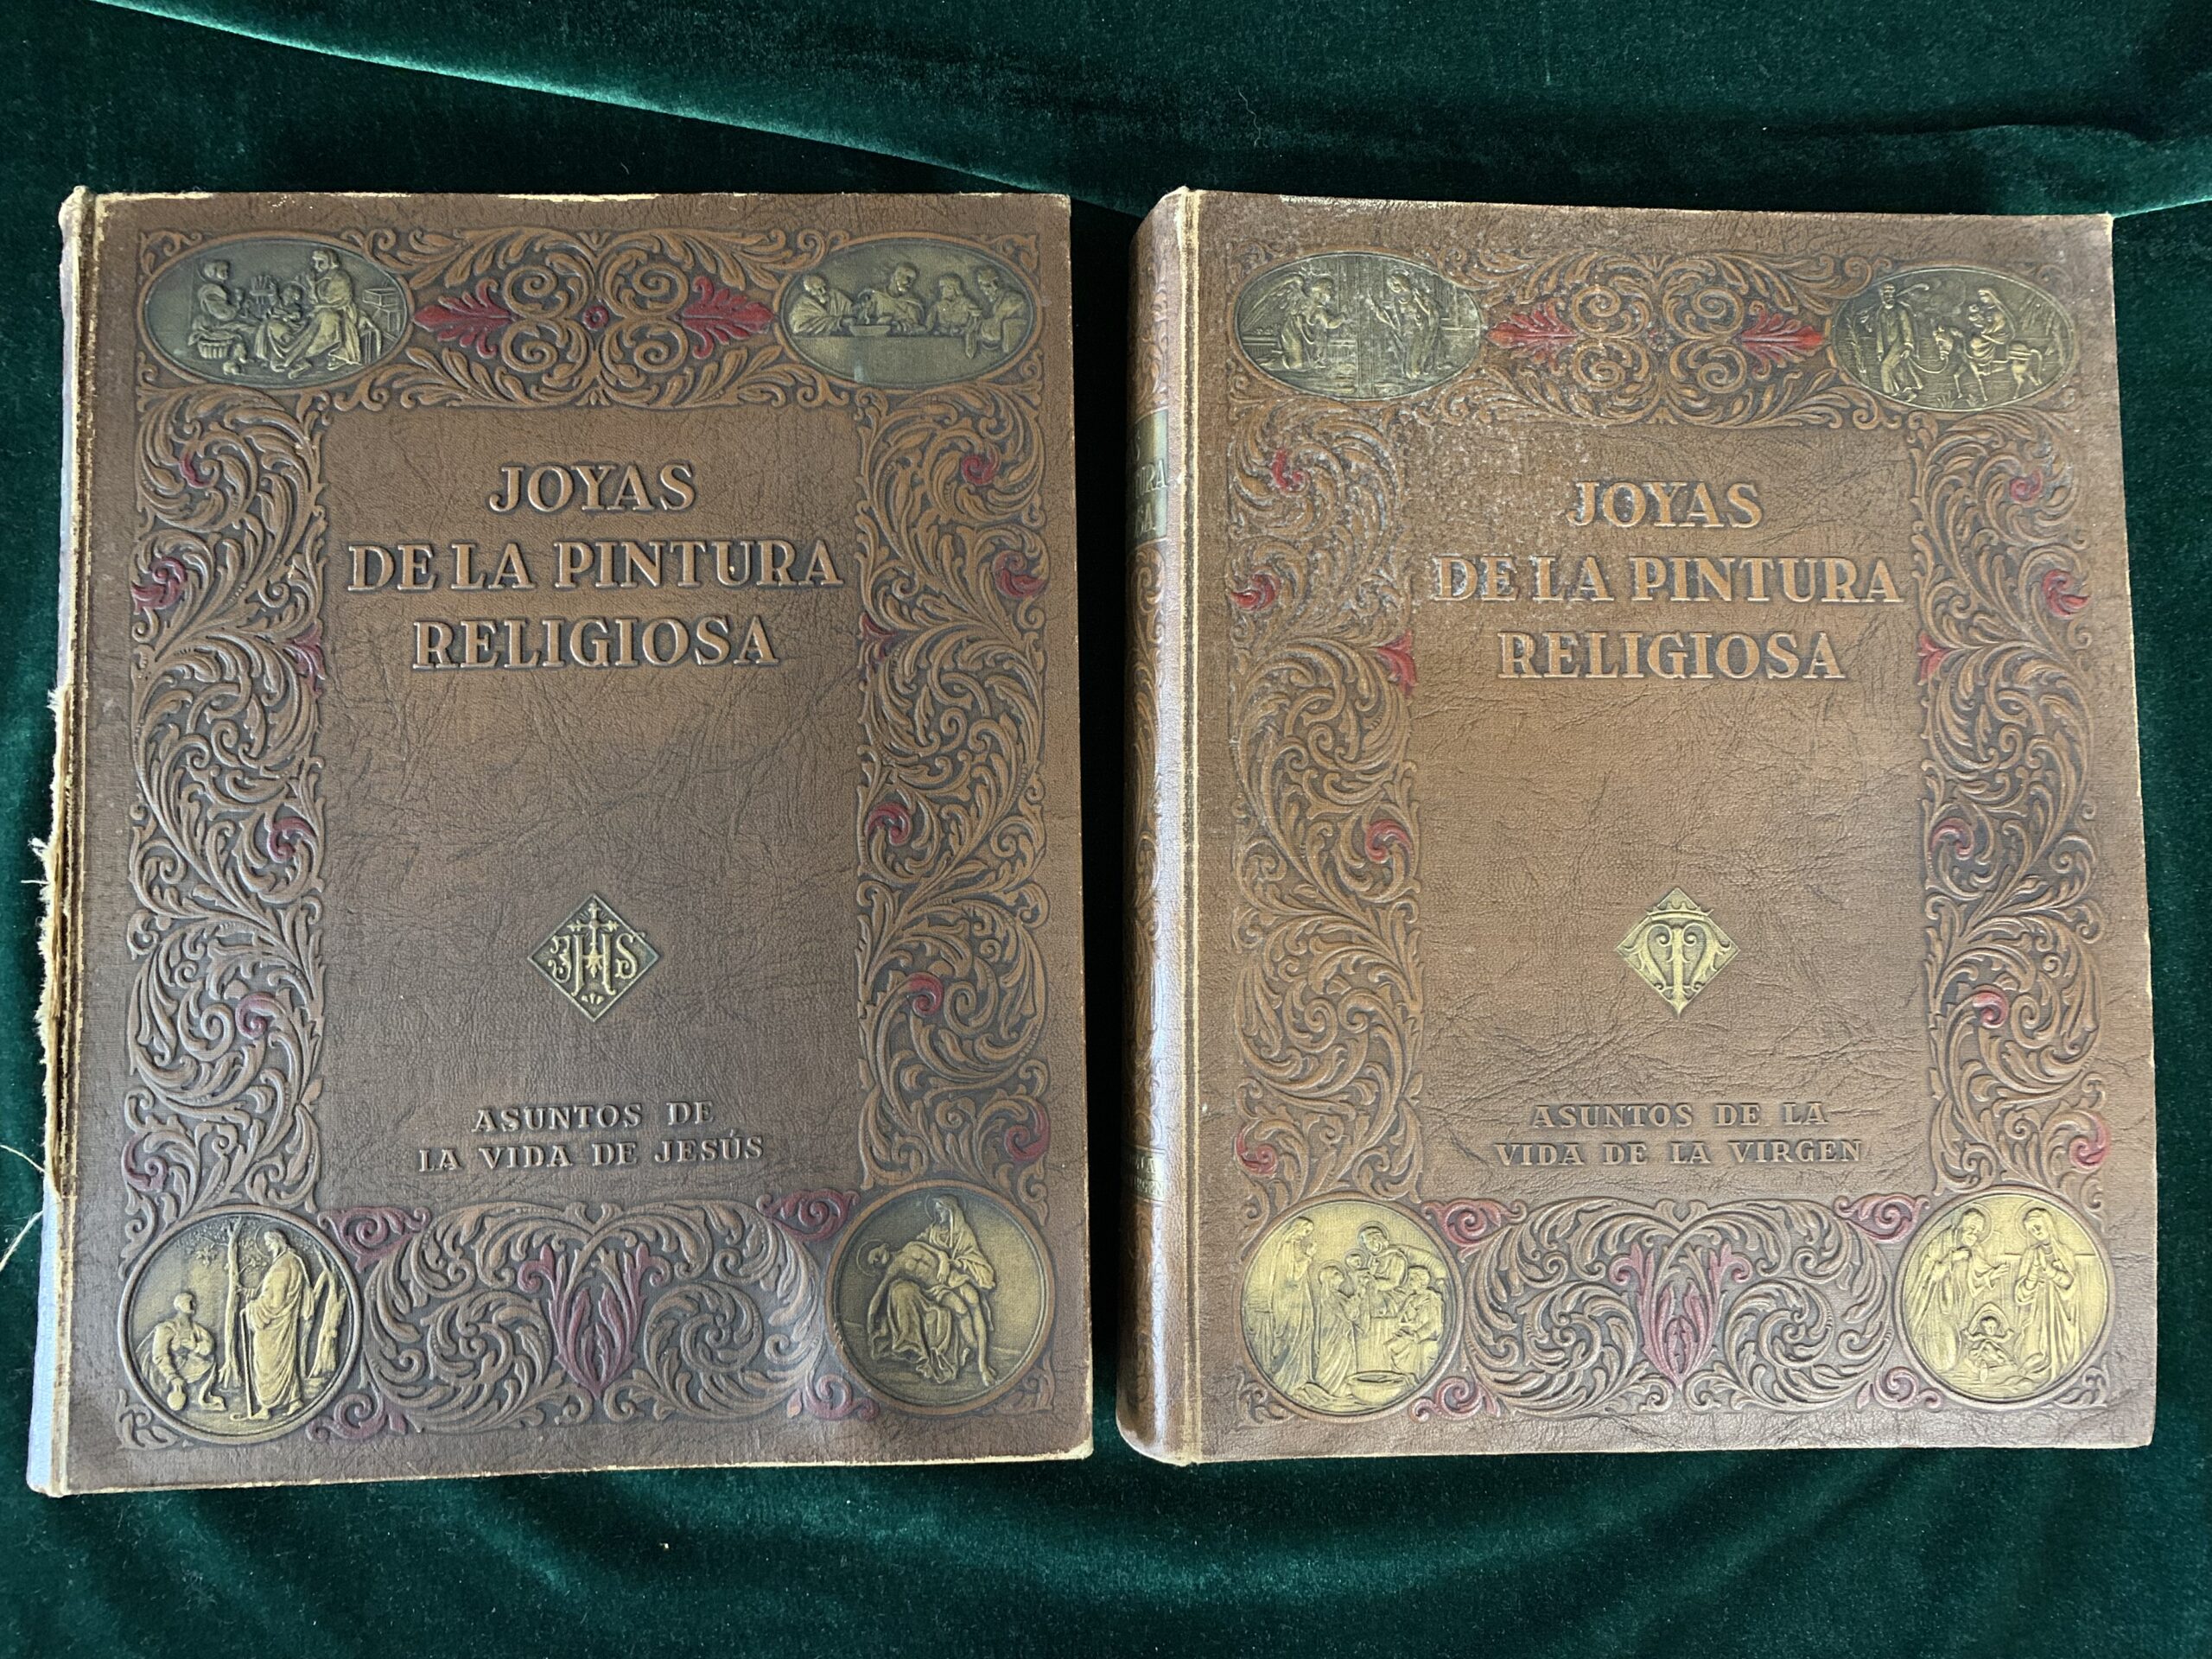 JOYAS
DE LA PINTURA
RELIGIOSA
JHS
ASUNTOS DE
LA VIDA DE JESÚS
JOYAS
DE LA PINTURA
RELIGIOSA
ASUNTOS DE LA
VIDA DE LA VIRGEN